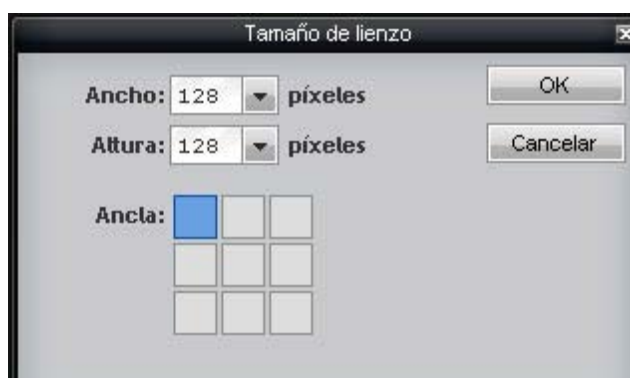 Tamaño de lienzo
Ancho: 128 píxeles
OK
Altura: 128 píxeles
Cancelar
Ancla: